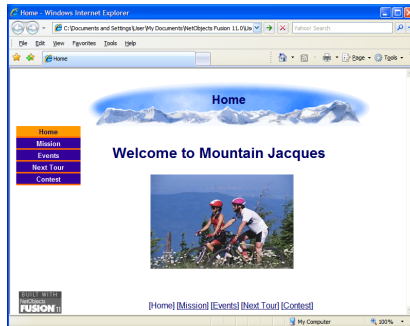 Home - Windows Internet Explorer
C:\Documents and Settings\User\My Documents\NetObjects Fusion 11.0\Us
Yahoo! Search
File Edit View Favorites Tools Help
Home
Page Tools
Home
Home
Mission
Events
Next Tour
Contest
Welcome to Mountain Jacques
BUILT WITH
NetObjects
FUSION 11
[Home] [Mission] [Events] [Next Tour] [Contest]
My Computer
100%